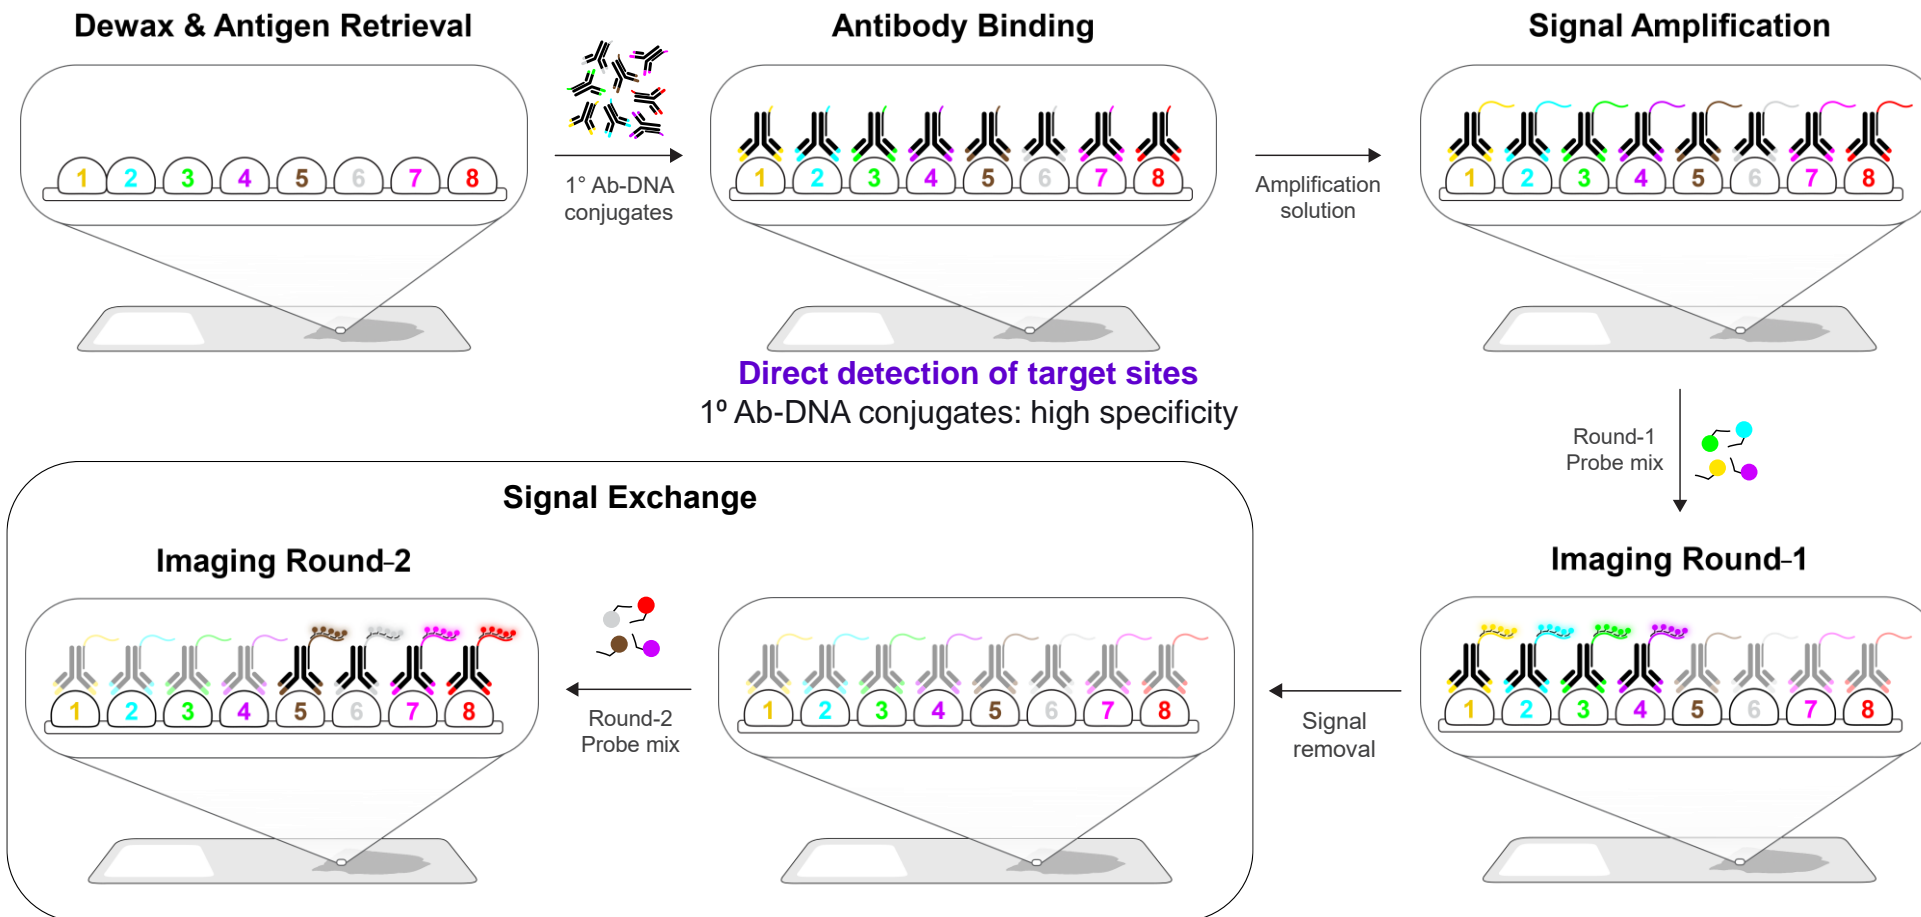 Dewax & Antigen Retrieval
1 2 3 4 5 6 7 8
1° Ab-DNA
conjugates
Antibody Binding
1 2 3 4 5 6 7 8
Amplification
solution
Signal Amplification
1 2 3 4 5 6 7 8
Direct detection of target sites
1º Ab-DNA conjugates: high specificity
Round-1
Probe mix
Imaging Round-1
1 2 3 4 5 6 7 8
Signal
removal
Signal Exchange
1 2 3 4 5 6 7 8
Round-2
Probe mix
Imaging Round-2
1 2 3 4 5 6 7 8